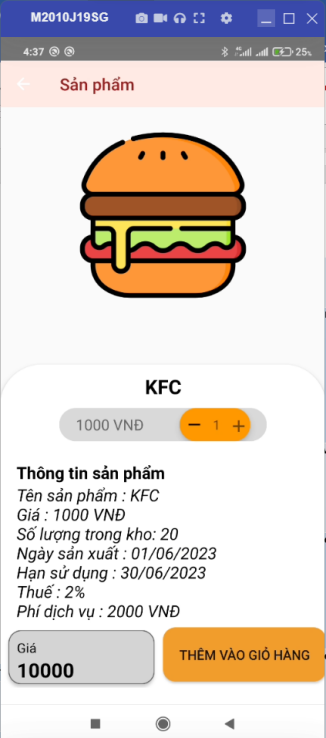 M2010J19SG
4:37
25%
Sản phẩm
KFC
1000 VNĐ
1
Thông tin sản phẩm
Tên sản phẩm : KFC
Giá : 1000 VNĐ
Số lượng trong kho: 20
Ngày sản xuất : 01/06/2023
Hạn sử dụng : 30/06/2023
Thuế : 2%
Phí dịch vụ : 2000 VNĐ
Giá
10000
THÊM VÀO GIỎ HÀNG